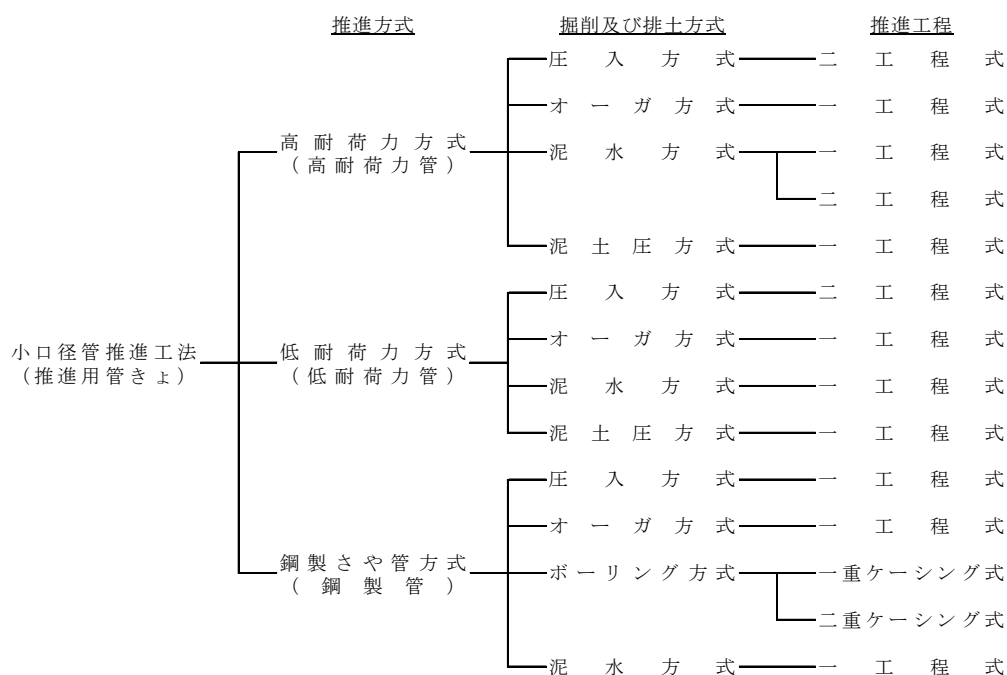 推進方式 掘削及び排土方式 推進工程
圧入方式 二工程式
オーガ方式 一工程式
高耐荷力方式 泥水方式 一工程式
(高耐荷力管)
二工程式
泥土圧方式 一工程式
圧入方式 二工程式
オーガ方式 一工程式
小口径管推進工法 低耐荷力方式
(推進用管きょ) (低耐荷力管)
泥水方式 一工程式
泥土圧方式 一工程式
圧入方式 一工程式
オーガ方式 一工程式
鋼製さや管方式 ボーリング方式 一重ケーシング式
(鋼製管)
二重ケーシング式
泥水方式 一工程式